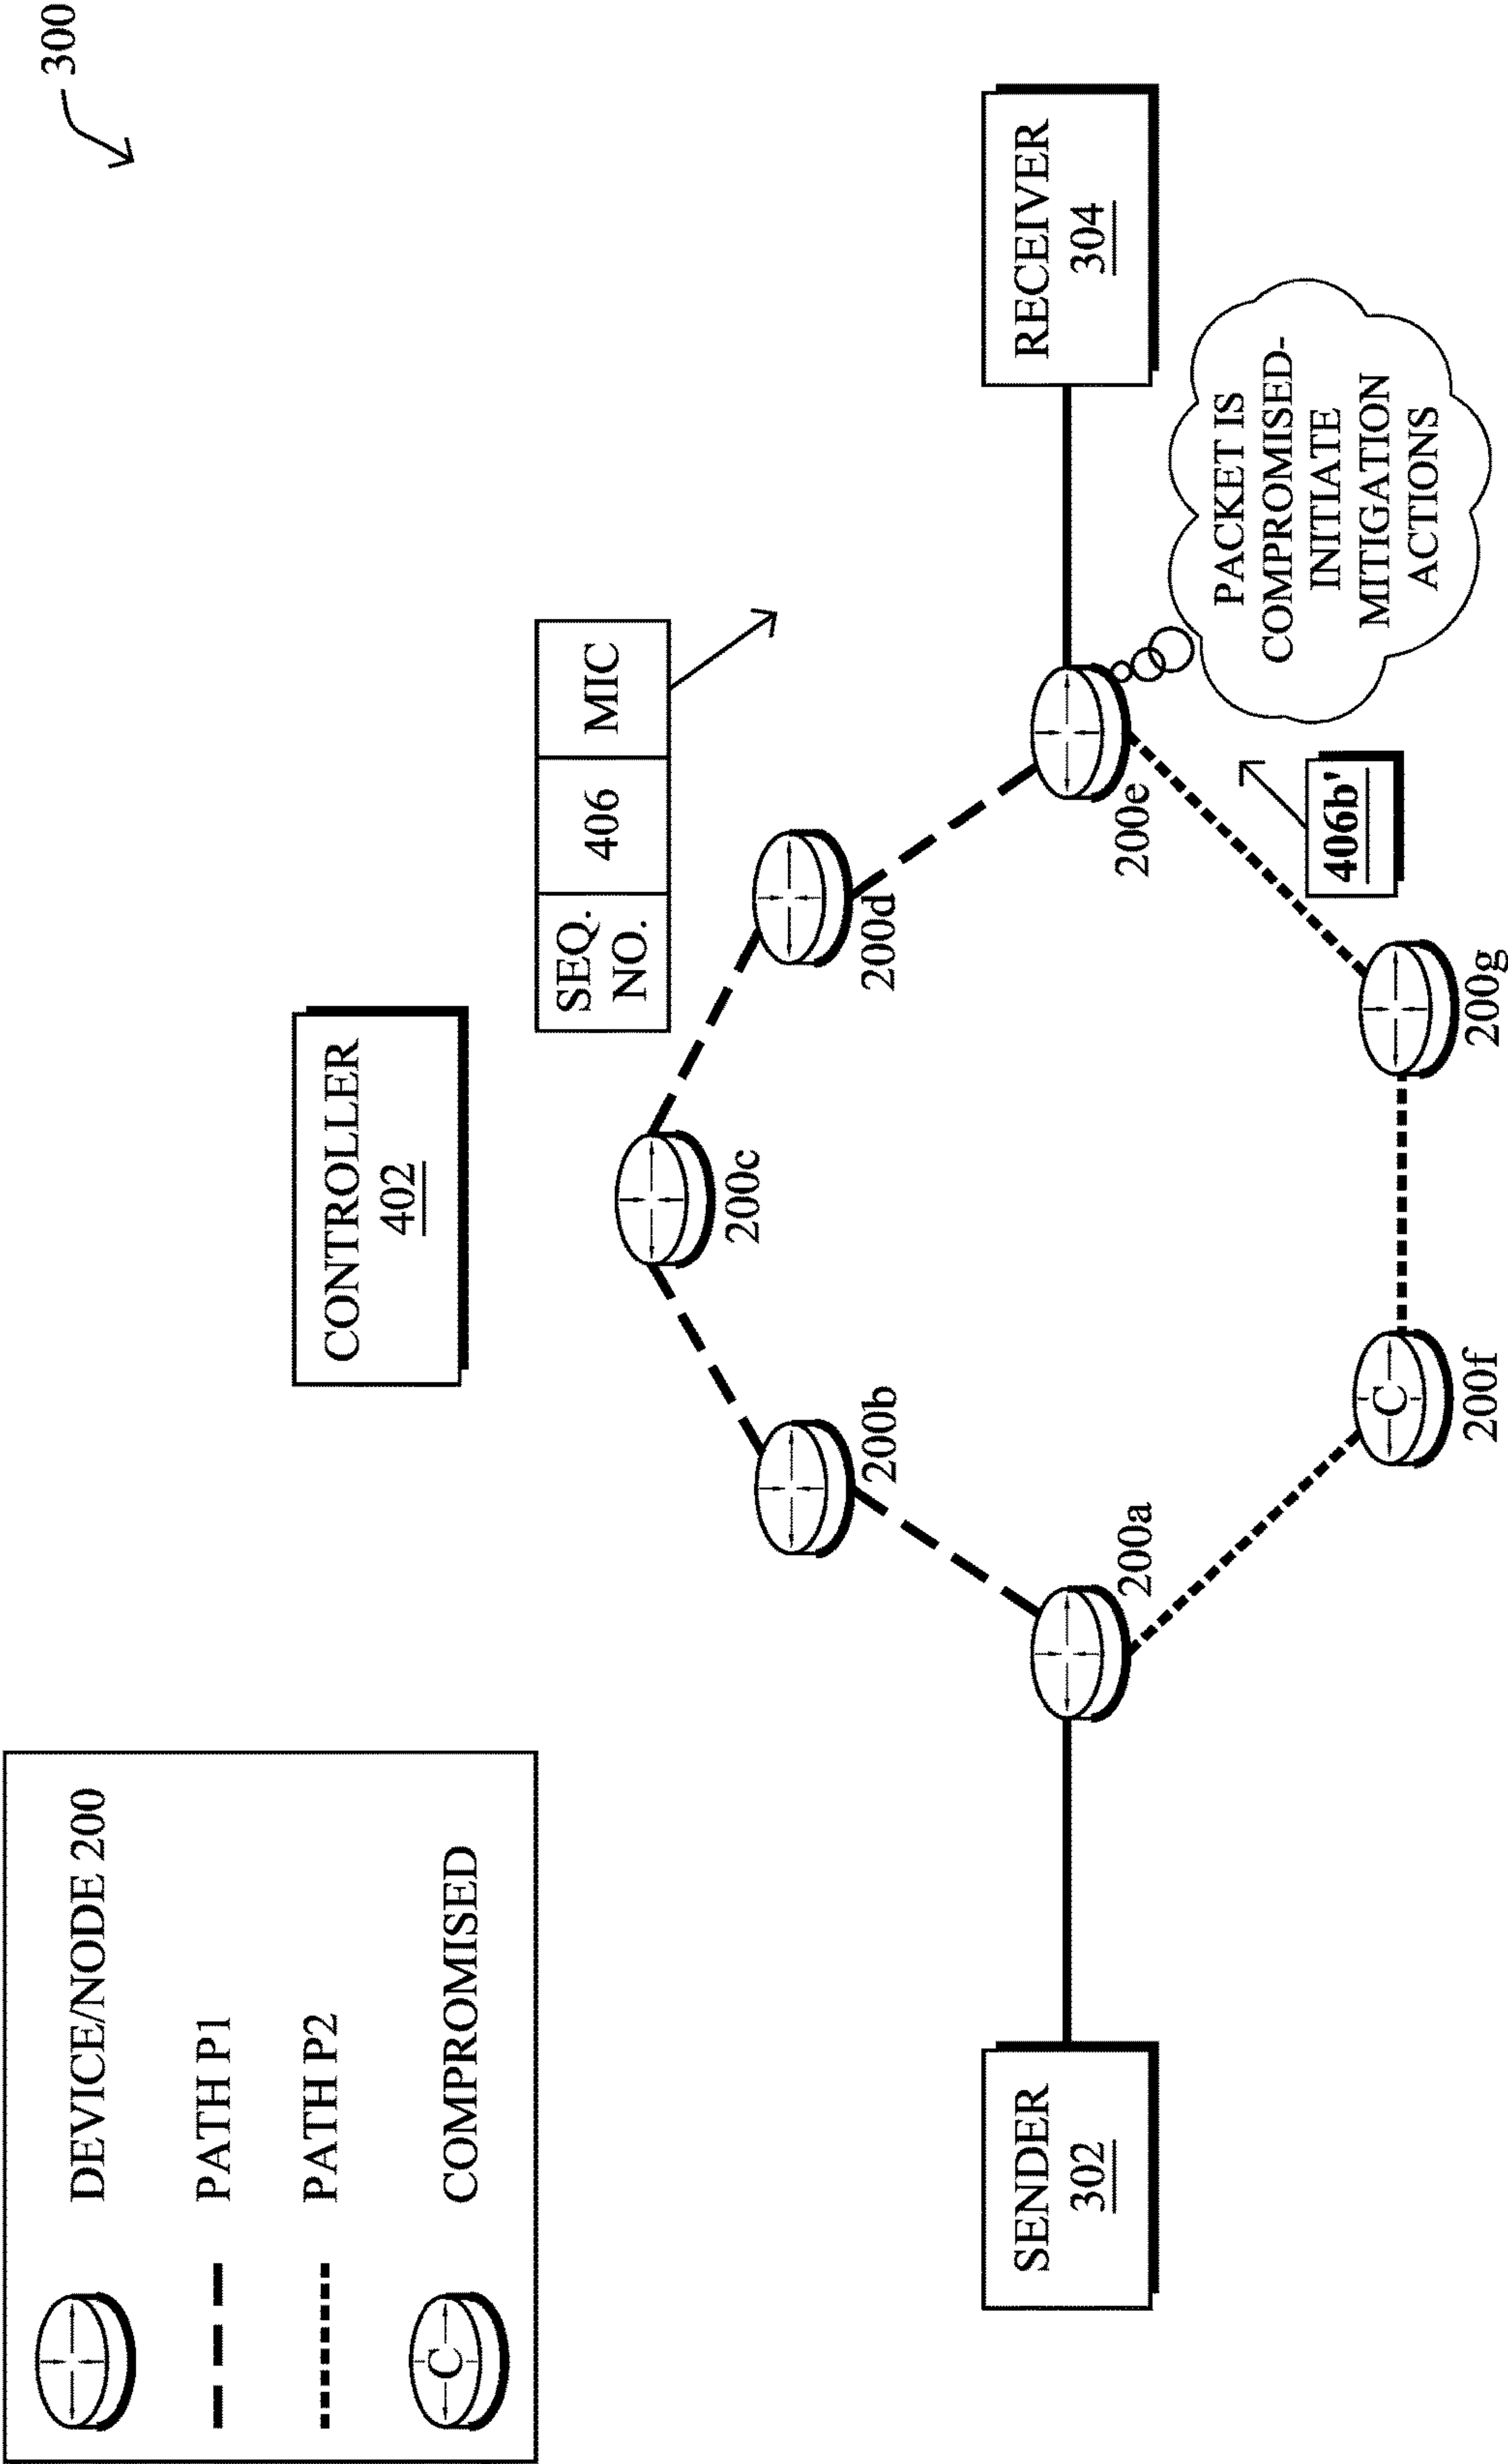 300
DEVICE/NODE 200
PATH P1
PATH P2
C
COMPROMISED
CONTROLLER
402
SEQ.
NO.
406
MIC
200c
200b
200d
SENDER
302
200a
200e
RECEIVER
304
C
200f
200g
406b'
PACKET IS
COMPROMISED-
INITIATE
MITIGATION
ACTIONS